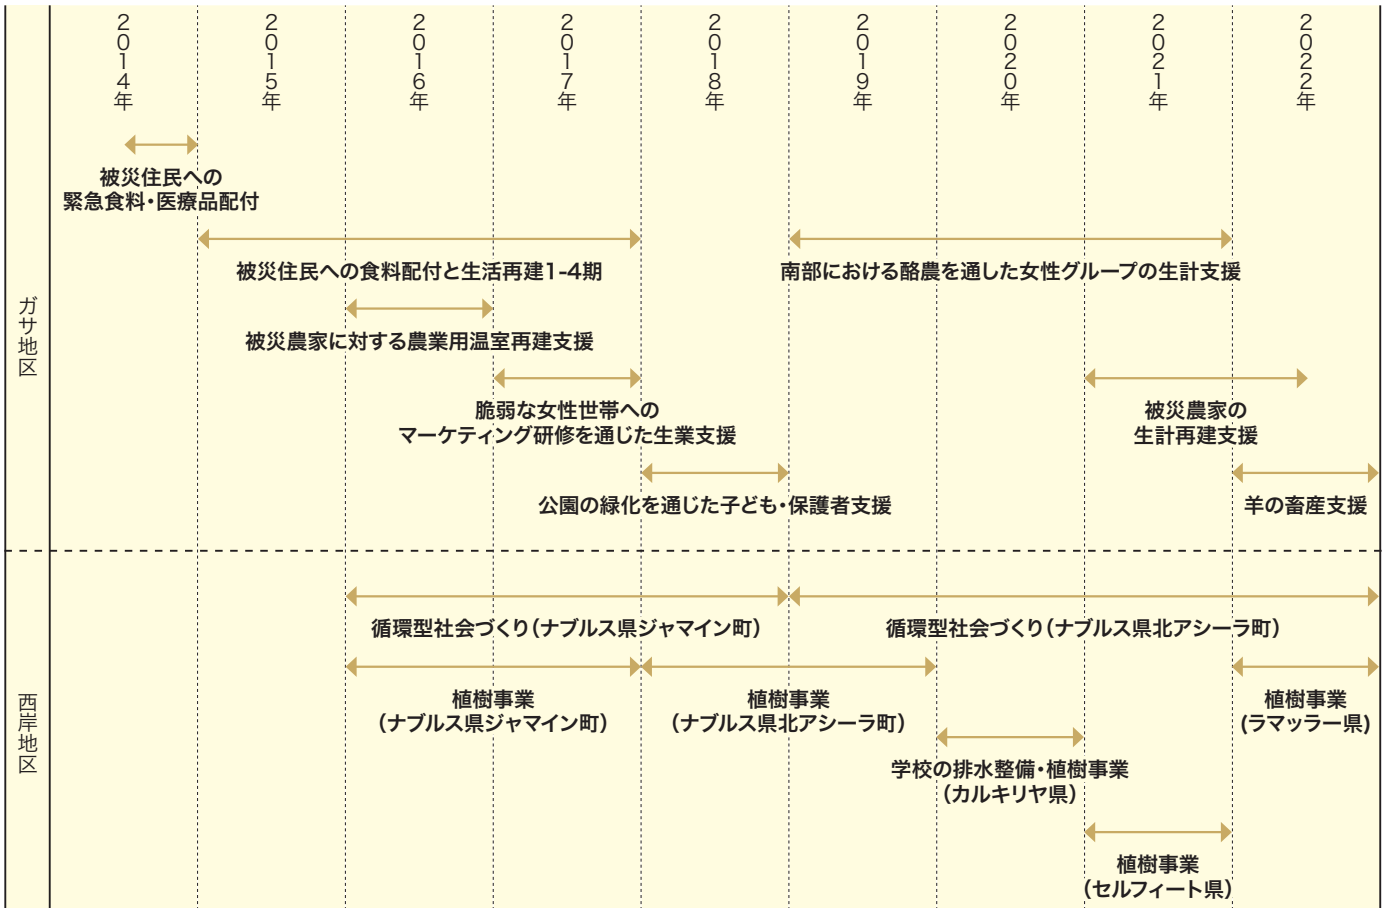 2014年
2015年
2016年
2017年
2018年
2019年
2020年
2021年
2022年
ガザ地区
被災住民への
緊急食料・医療品配付
被災住民への食料配付と生活再建1-4期
南部における酪農を通した女性グループの生計支援
被災農家に対する農業用温室再建支援
脆弱な女性世帯への
マーケティング研修を通じた生業支援
被災農家の
生計再建支援
公園の緑化を通じた子ども・保護者支援
羊の畜産支援
西岸地区
循環型社会づくり（ナブルス県ジャマイン町）
循環型社会づくり（ナブルス県北アシーラ町）
植樹事業
（ナブルス県ジャマイン町）
植樹事業
（ナブルス県北アシーラ町）
植樹事業
(ラマッラー県)
学校の排水整備・植樹事業
（カルキリヤ県）
植樹事業
（セルフィート県）